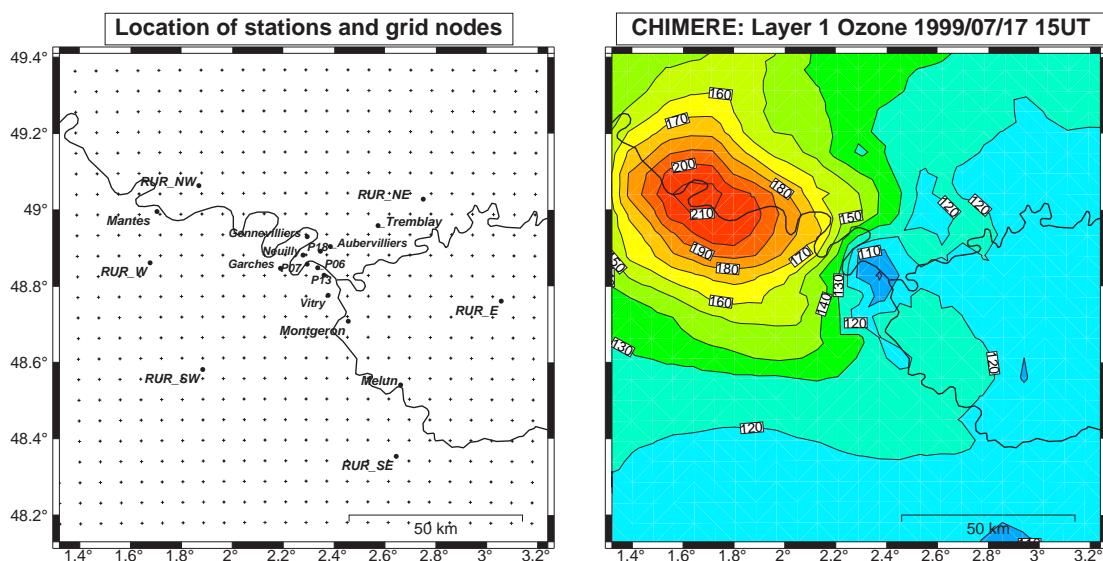 Location of stations and grid nodes
49.4°
49.2°
49°
48.8°
48.6°
48.4°
48.2°
RUR_NW
RUR_NE
Mantes
Tremblay
Gennevilliers
Aubervilliers
P18
Neuilly
RUR_W
Garches
P07
P06
P13
Vitry
RUR_E
Montgeron
RUR_SW
Melun
RUR_SE
50 km
1.4°
1.6°
1.8°
2°
2.2°
2.4°
2.6°
2.8°
3°
3.2°
CHIMERE: Layer 1 Ozone 1999/07/17 15UT
160
170
200
180
210
150
120
120
190
170
110
180
130
160
140
120
130
120
120
50 km
1.4°
1.6°
1.8°
2°
2.2°
2.4°
2.6°
2.8°
3°
3.2°